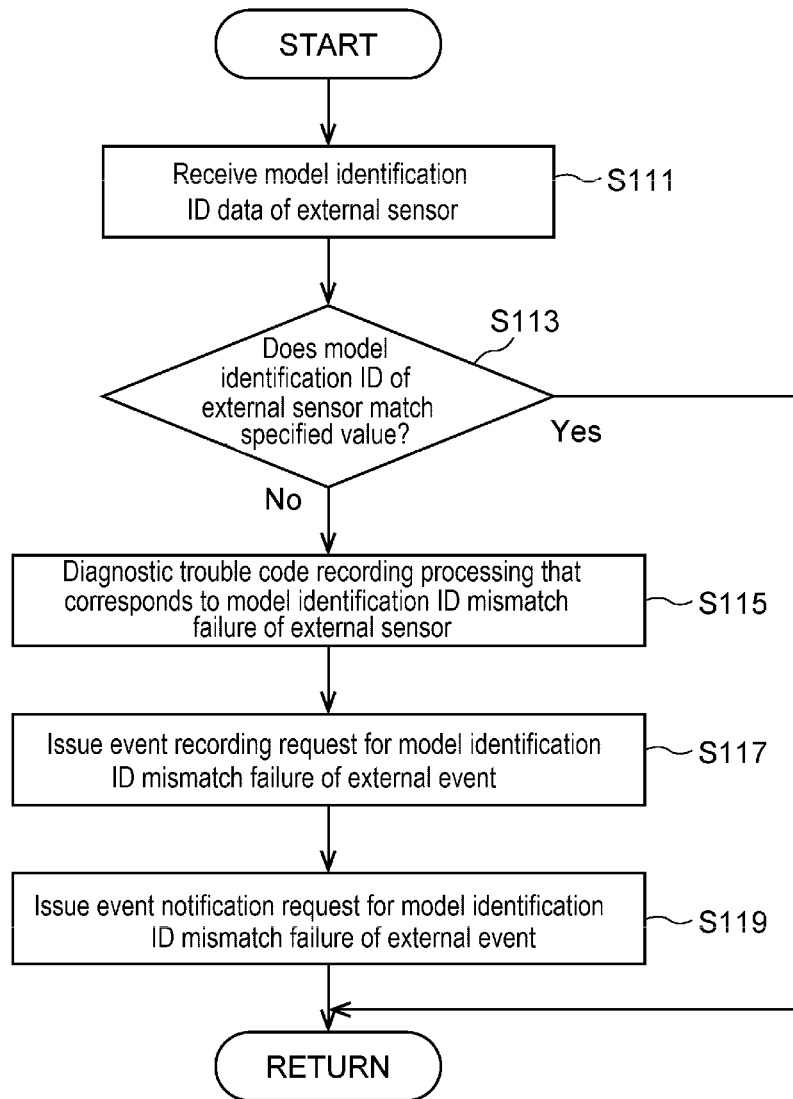 START
Receive model identification
ID data of external sensor
S111
S113
Does model
identification ID of
external sensor match
specified value?
Yes
No
Diagnostic trouble code recording processing that
corresponds to model identification ID mismatch
failure of external sensor
S115
Issue event recording request for model identification
ID mismatch failure of external event
S117
Issue event notification request for model identification
ID mismatch failure of external event
S119
RETURN